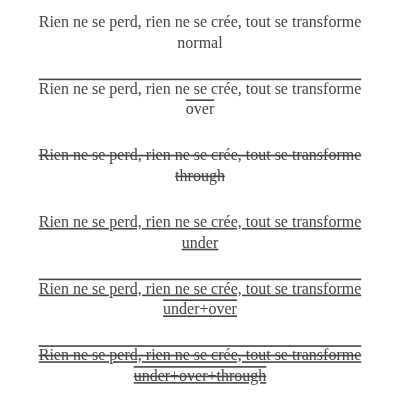 Rien ne se perd, rien ne se crée, tout se transforme
normal
Rien ne se perd, rien ne se crée, tout se transforme
over
Rien ne se perd, rien ne se crée, tout se transforme
through
Rien ne se perd, rien ne se crée, tout se transforme
under
Rien ne se perd, rien ne se crée, tout se transforme
under+over
Rien ne se perd, rien ne se crée, tout se transforme
under+over+through